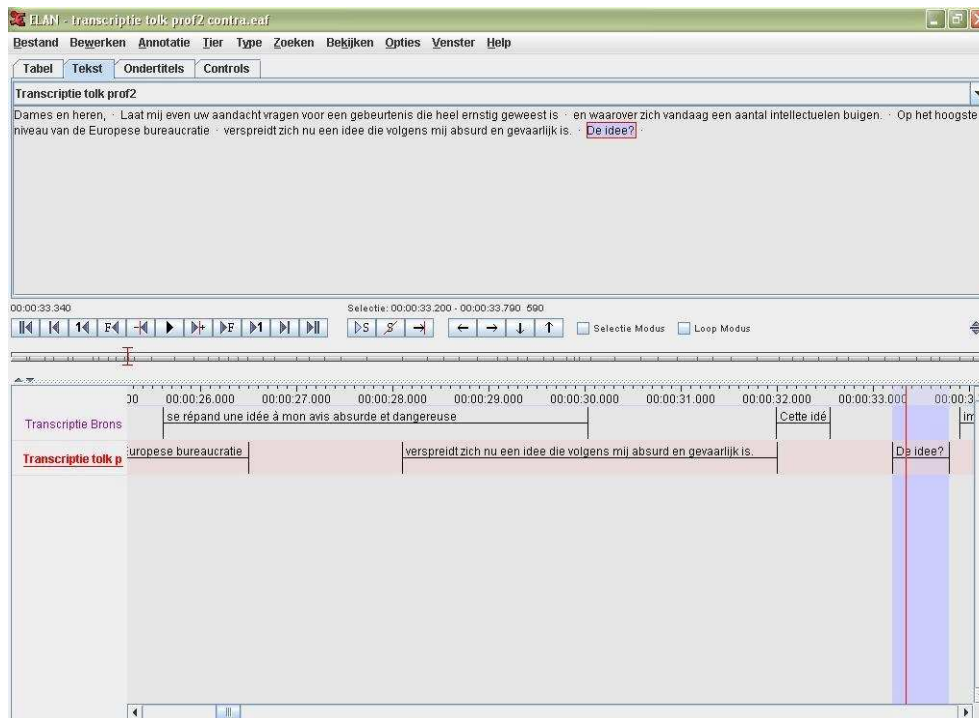 ELAN - transcriptie tolk prof2 contra.eaf
Bestand Bewerken Annotatie Tier Type Zoeken Bekijken Opties Venster Help
Tabel Tekst Ondertitels Controls
Transcriptie tolk prof2
Dames en heren, · Laat mij even uw aandacht vragen voor een gebeurtenis die heel ernstig geweest is · en waarover zich vandaag een aantal intellectuelen buigen. · Op het hoogste
niveau van de Europese bureaucratie · verspreidt zich nu een idee die volgens mij absurd en gevaarlijk is. · De idee? ·
00:00:33.340 Selectie: 00:00:33.200 - 00:00:33.790 590
1 F + F 1 S S Selectie Modus Loop Modus
00 00:00:26.000 00:00:27.000 00:00:28.000 00:00:29.000 00:00:30.000 00:00:31.000 00:00:32.000 00:00:33.000 00:00:3
Transcriptie Brons se répand une idée à mon avis absurde et dangereuse Cette idé im
Transcriptie tolk p uropese bureaucratie verspreidt zich nu een idee die volgens mij absurd en gevaarlijk is. De idee?